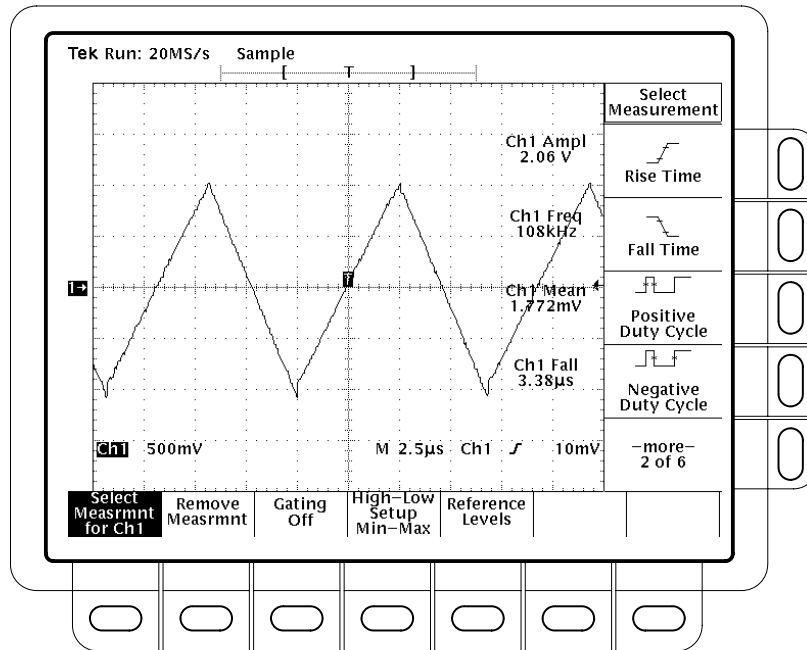 Tek Run: 20MS/s Sample
[ T ]
Select
Measurement
Ch1 Ampl
2.06 V
Rise Time
Ch1 Freq
108kHz
Fall Time
T
1→
Ch1 Mean
1.772mV
Positive
Duty Cycle
Ch1 Fall
3.38µs
Negative
Duty Cycle
Ch1 500mV M 2.5µs Ch1 10mV
–more–
2 of 6
Select
Measrmnt
for Ch1
Remove
Measrmnt
Gating
Off
High–Low
Setup
Min–Max
Reference
Levels